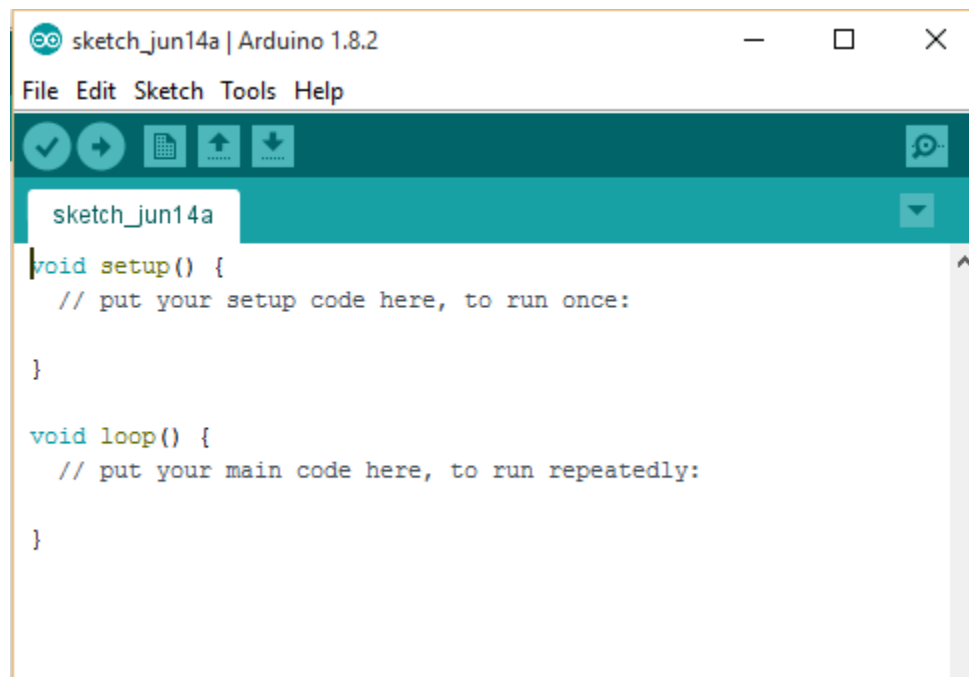 sketch_jun14a | Arduino 1.8.2
File Edit Sketch Tools Help
sketch_jun14a
void setup() {
  // put your setup code here, to run once:

}

void loop() {
  // put your main code here, to run repeatedly:

}